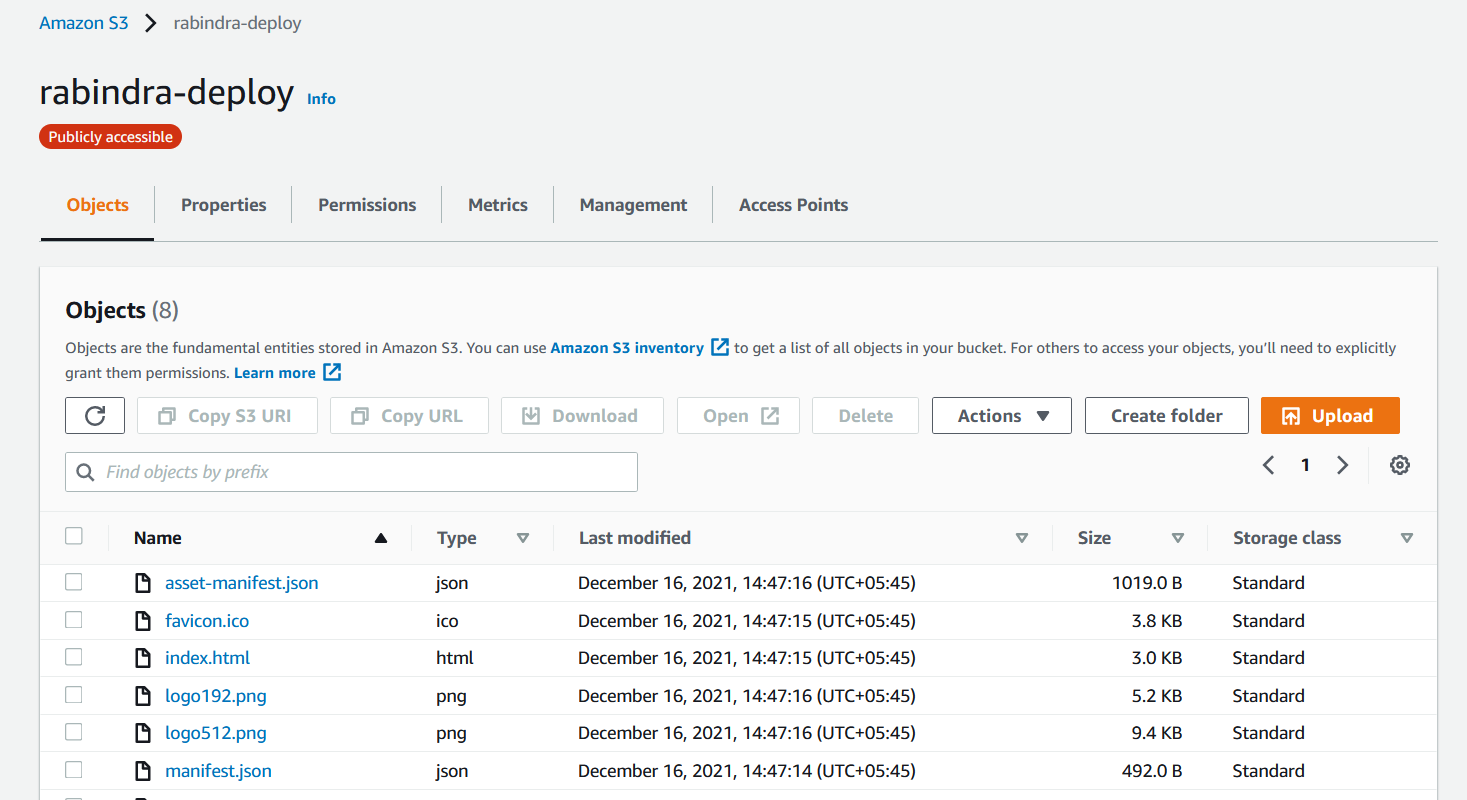 Amazon S3 rabindra-deploy
rabindra-deploy Info
Publicly accessible
Objects Properties Permissions Metrics Management Access Points
Objects (8)
Objects are the fundamental entities stored in Amazon S3. You can use Amazon S3 inventory to get a list of all objects in your bucket. For others to access your objects, you'll need to explicitly
grant them permissions. Learn more
Copy S3 URI Copy URL Download Open Delete Actions Create folder Upload
Find objects by prefix 1
Name Type Last modified Size Storage class
asset-manifest.json json December 16, 2021, 14:47:16 (UTC+05:45) 1019.0 B Standard
favicon.ico ico December 16, 2021, 14:47:15 (UTC+05:45) 3.8 KB Standard
index.html html December 16, 2021, 14:47:15 (UTC+05:45) 3.0 KB Standard
logo192.png png December 16, 2021, 14:47:16 (UTC+05:45) 5.2 KB Standard
logo512.png png December 16, 2021, 14:47:16 (UTC+05:45) 9.4 KB Standard
manifest.json json December 16, 2021, 14:47:14 (UTC+05:45) 492.0 B Standard